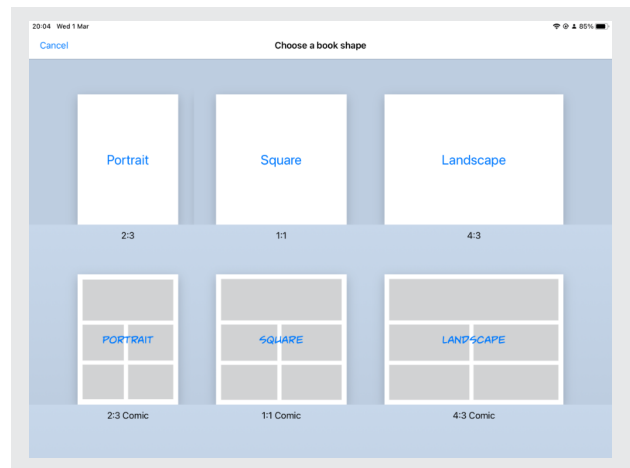 20:04 Wed 1 Mar
85%
Cancel
Choose a book shape
Portrait
Square
Landscape
2:3
1:1
4:3
PORTRAIT
SQUARE
LANDSCAPE
2:3 Comic
1:1 Comic
4:3 Comic